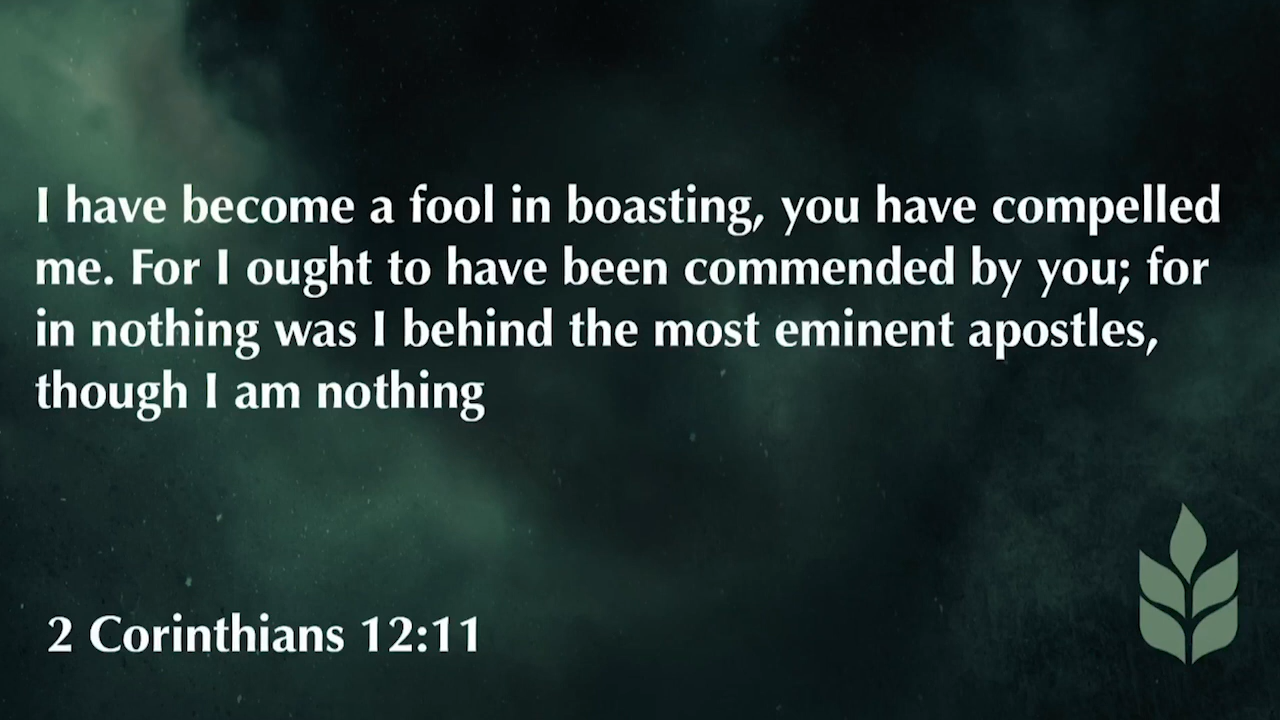 I have become a fool in boasting, you have compelled
me. For I ought to have been commended by you; for
in nothing was I behind the most eminent apostles,
though I am nothing
2 Corinthians 12:11